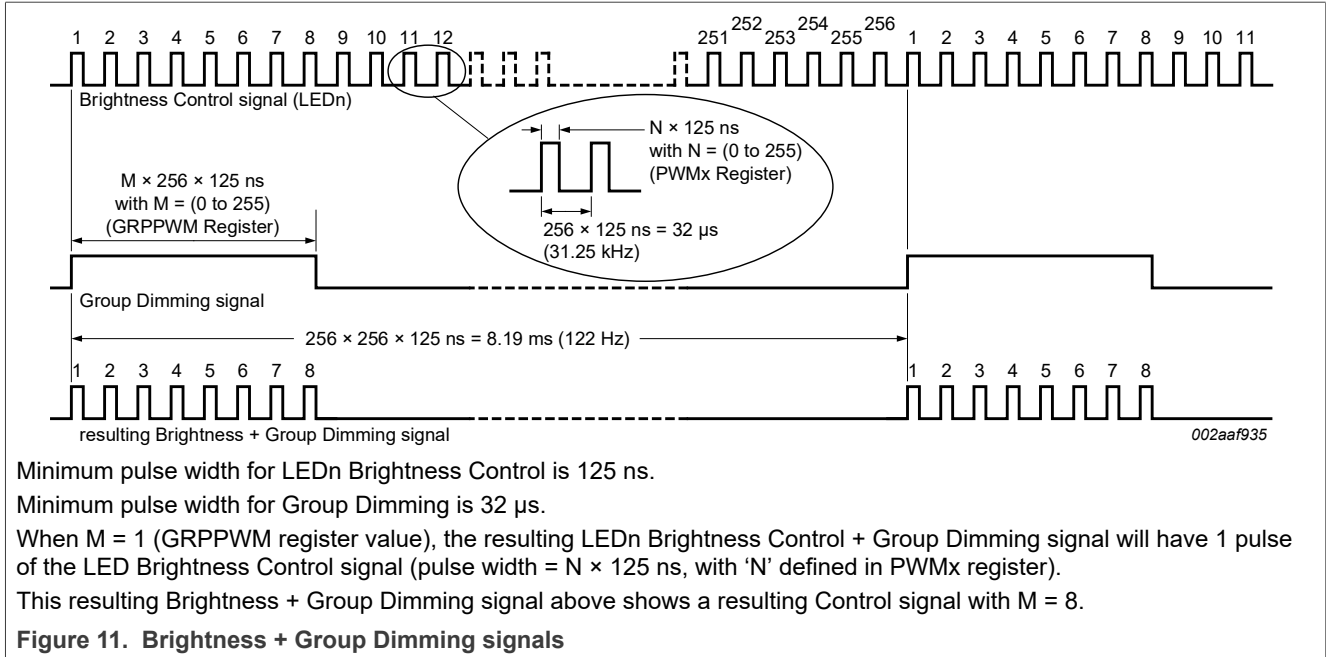 1 2 3 4 5 6 7 8 9 10 11 12 251 252 253 254 255 256 1 2 3 4 5 6 7 8 9 10 11
Brightness Control signal (LEDn)
N × 125 ns
with N = (0 to 255)
(PWMx Register)
256 × 125 ns = 32 µs
(31.25 kHz)
M × 256 × 125 ns
with M = (0 to 255)
(GRPPWM Register)
Group Dimming signal
256 × 256 × 125 ns = 8.19 ms (122 Hz)
1 2 3 4 5 6 7 8 1 2 3 4 5 6 7 8
resulting Brightness + Group Dimming signal
002aaf935
Minimum pulse width for LEDn Brightness Control is 125 ns.
Minimum pulse width for Group Dimming is 32 µs.
When M = 1 (GRPPWM register value), the resulting LEDn Brightness Control + Group Dimming signal will have 1 pulse
of the LED Brightness Control signal (pulse width = N × 125 ns, with ‘N’ defined in PWMx register).
This resulting Brightness + Group Dimming signal above shows a resulting Control signal with M = 8.
Figure 11. Brightness + Group Dimming signals